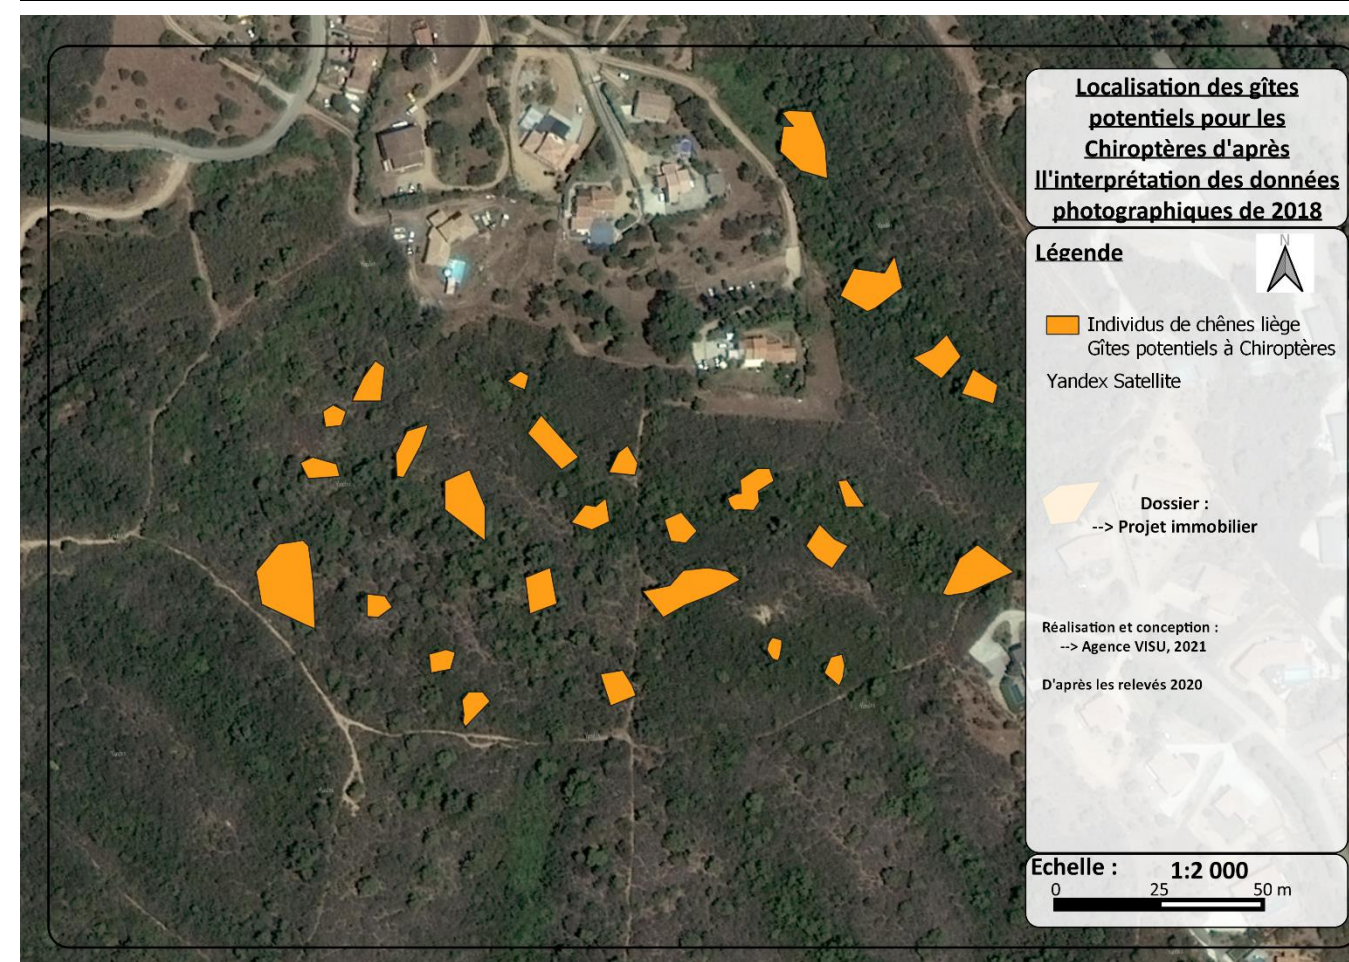 Localisation des gîtes
potentiels pour les
Chiroptères d'après
ll'interprétation des données
photographiques de 2018
Légende
N
Individus de chênes liège
Gîtes potentiels à Chiroptères
Yandex Satellite
Dossier :
--> Projet immobilier
Réalisation et conception :
--> Agence VISU, 2021
D'après les relevés 2020
Echelle :
1:2 000
0 25 50 m